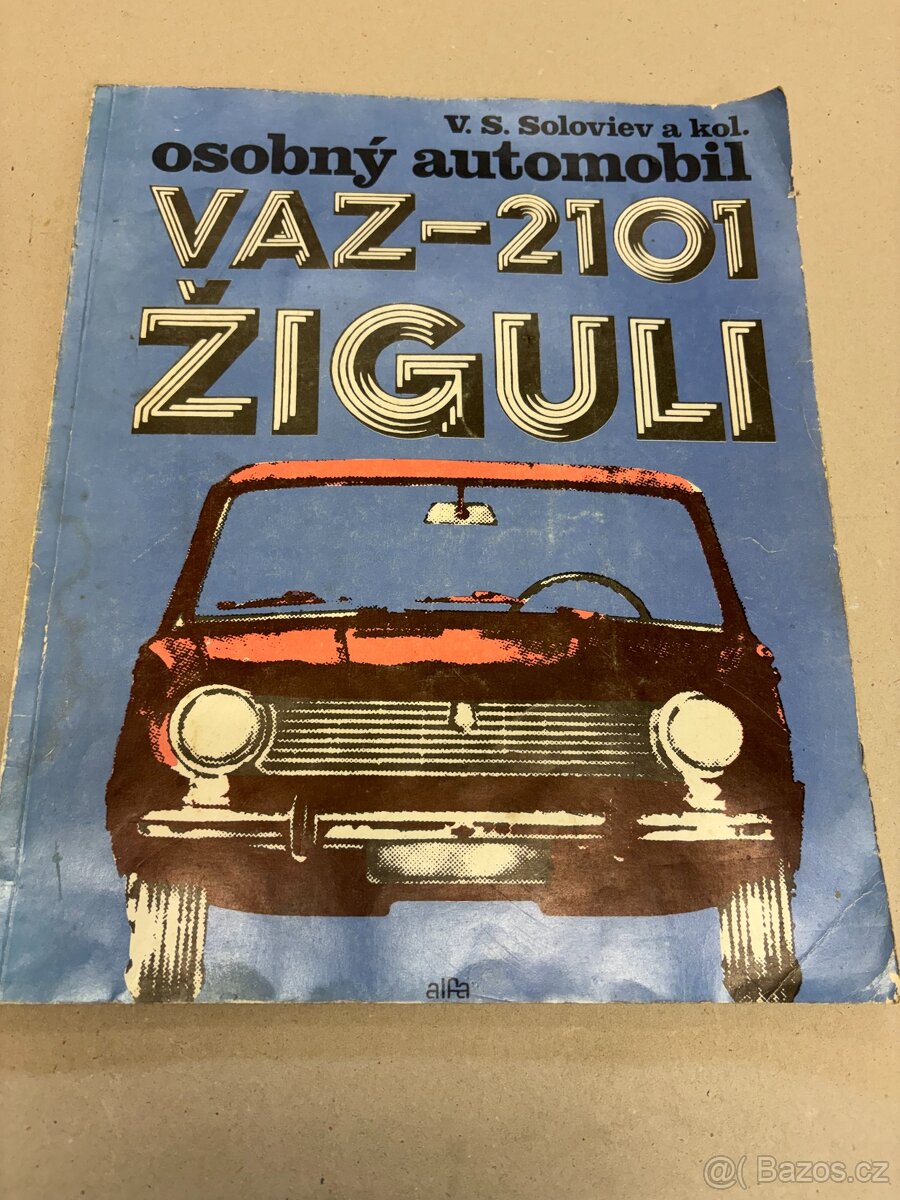 V. S. Soloviev a kol.
osobný automobil
VAZ-2101
ŽIGULI
alfa
@( Bazos.cz